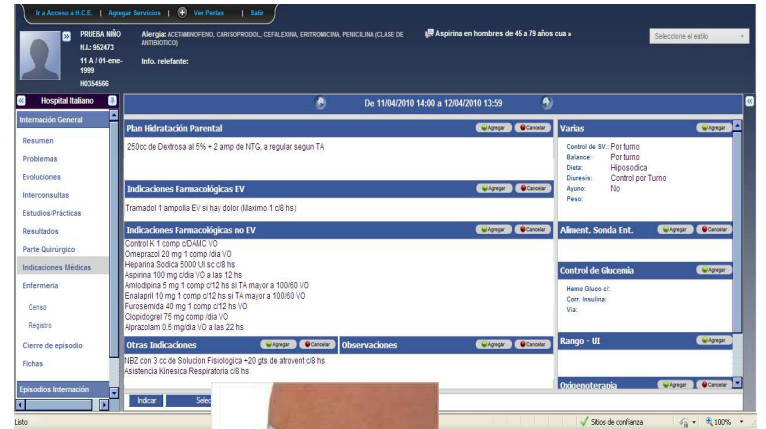 Ir a Acceso a H.C.E. | Agregar Servicios | Ver Perlas | Salir
PRUEBA NIÑO
H.I.: 952473
11 A / 01-ene-
1999
H0354566
Alergia: ACETAMINOFENO, CARISOPRODOL, CEFALEXINA, ERITROMICINA, PENICILINA (CLASE DE
ANTIBIOTICO)
Info. relefante:
Aspirina en hombres de 45 a 79 años cua »
Seleccione el estilo
Hospital Italiano
De 11/04/2010 14:00 a 12/04/2010 13:59
Internación General
Resumen
Problemas
Evoluciones
Interconsultas
Estudios/Prácticas
Resultados
Parte Quirúrgico
Indicaciones Médicas
Enfermería
Censo
Registro
Cierre de episodio
Fichas
Episodios Internación
Plan Hidratación Parental Agregar Cancelar
250cc de Dextrosa al 5% + 2 amp de NTG, a regular segun TA
Indicaciones Farmacológicas EV Agregar Cancelar
Tramadol 1 ampolla EV si hay dolor (Maximo 1 c/8 hs)
Indicaciones Farmacológicas no EV Agregar Cancelar
Control K 1 comp c/DAMC VO
Omeprazol 20 mg 1 comp /dia VO
Heparina Sodica 5000 UI sc c/8 hs
Aspirina 100 mg c/dia VO a las 12 hs
Amlodipina 5 mg 1 comp c/12 hs si TA mayor a 100/60 VO
Enalapril 10 mg 1 comp c/12 hs si TA mayor a 100/60 VO
Furosemida 40 mg 1 comp c/12 hs VO
Clopidogrel 75 mg comp /dia VO
Alprazolam 0.5 mg/dia VO a las 22 hs
Otras Indicaciones Agregar Cancelar
NBZ con 3 cc de Solucion Fisiologica +20 gts de atrovent c/8 hs
Asistencia Kinesica Respiratoria c/8 hs
Observaciones Agregar Cancelar
Varias Agregar
Control de SV.: Por turno
Balance: Por turno
Dieta: Hiposodica
Diuresis: Control por Turno
Ayuno: No
Peso:
Aliment. Sonda Ent. Agregar Cancelar
Control de Glucemia Agregar
Hemo Gluco c/:
Corr. Insulina:
Via:
Rango - UI Agregar
Oxigenoterapia Agregar Cancelar
Indicar Selec
Listo
Sitios de confianza
100%